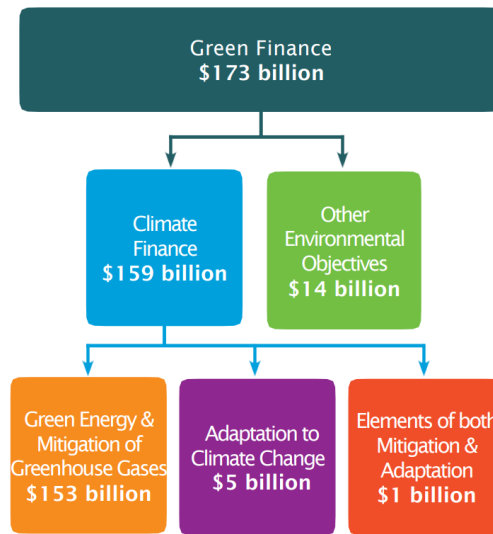 Green Finance
$173 billion
Climate
Finance
$159 billion
Other
Environmental
Objectives
$14 billion
Green Energy &
Mitigation of
Greenhouse Gases
$153 billion
Adaptation to
Climate Change
$5 billion
Elements of both
Mitigation &
Adaptation
$1 billion